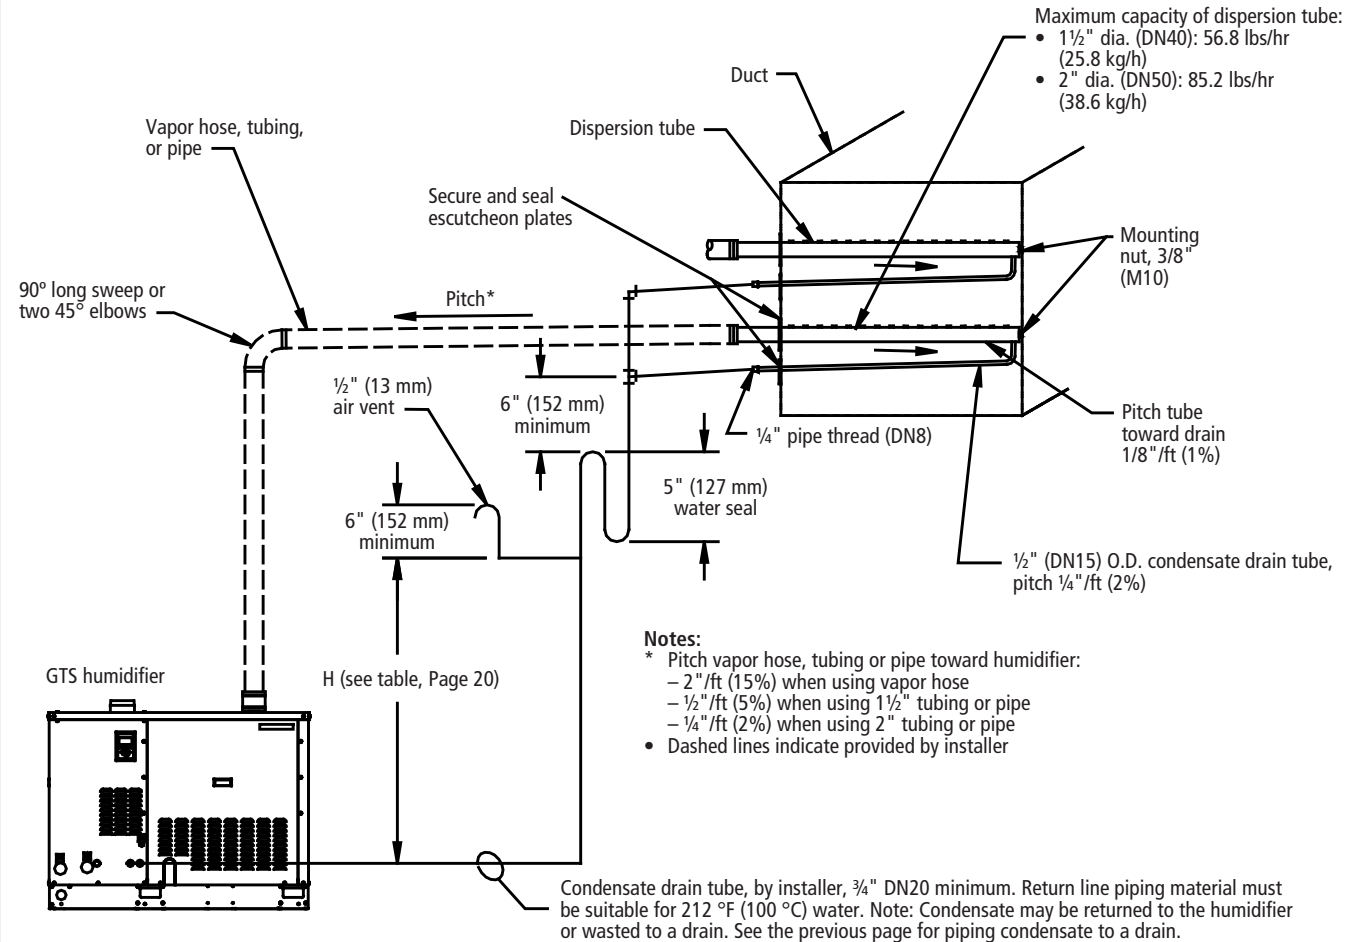 Maximum capacity of dispersion tube:
• 1½" dia. (DN40): 56.8 lbs/hr
(25.8 kg/h)
• 2" dia. (DN50): 85.2 lbs/hr
(38.6 kg/h)
Duct
Dispersion tube
Vapor hose, tubing,
or pipe
Secure and seal
escutcheon plates
Mounting
nut, 3/8"
(M10)
90º long sweep or
two 45° elbows
Pitch*
½" (13 mm)
air vent
6" (152 mm)
minimum
¼" pipe thread (DN8)
Pitch tube
toward drain
1/8"/ft (1%)
5" (127 mm)
water seal
6" (152 mm)
minimum
½" (DN15) O.D. condensate drain tube,
pitch ¼"/ft (2%)
Notes:
* Pitch vapor hose, tubing or pipe toward humidifier:
– 2"/ft (15%) when using vapor hose
– ½"/ft (5%) when using 1½" tubing or pipe
– ¼"/ft (2%) when using 2" tubing or pipe
• Dashed lines indicate provided by installer
GTS humidifier
H (see table, Page 20)
Condensate drain tube, by installer, ¾" DN20 minimum. Return line piping material must
be suitable for 212 °F (100 °C) water. Note: Condensate may be returned to the humidifier
or wasted to a drain. See the previous page for piping condensate to a drain.